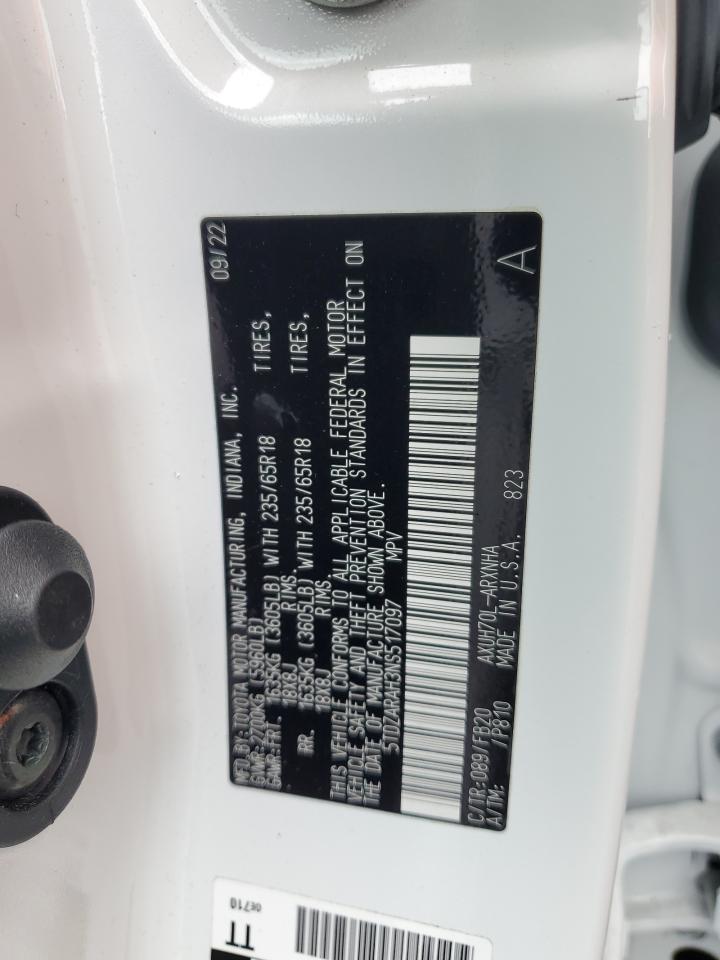 MFD.BY:TOYOTA MOTOR MANUFACTURING, INDIANA, INC. 09/22
GVWR:2700KG (5960LB)
GAWR:FRT. 1635KG (3605LB) WITH 235/65R18 TIRES,
18X8J RIMS,
RR. 1635KG (3605LB) WITH 235/65R18 TIRES,
18X8J RIMS,
THIS VEHICLE CONFORMS TO ALL APPLICABLE FEDERAL MOTOR
VEHICLE SAFETY AND THEFT PREVENTION STANDARDS IN EFFECT ON
THE DATE OF MANUFACTURE SHOWN ABOVE.
5TDZARAH3NS517097 MPV
C/TR:089/FB20 AXUH70L-ARXNHA A
A/TM: /P810 MADE IN U.S.A. 823
TT
0E710